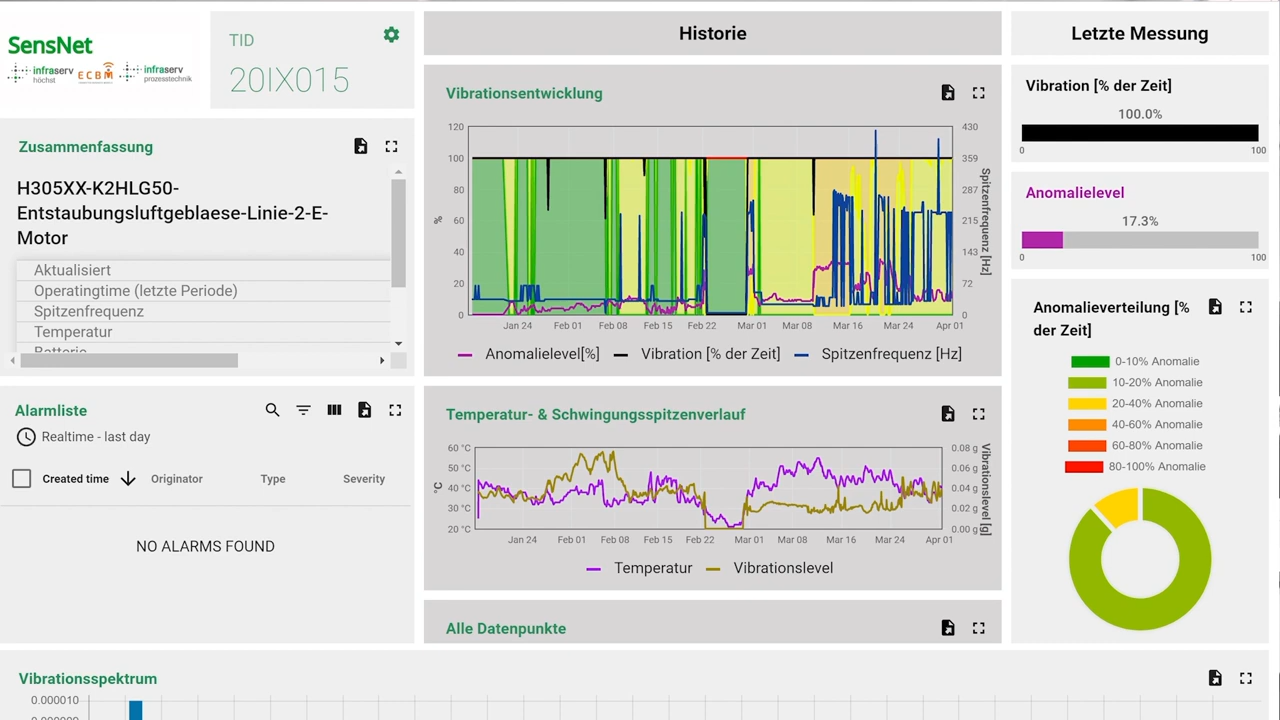 SensNet
infraserv
höchst
ECBM
infraserv
prozesstechnik
TID
20IX015
Zusammenfassung
H305XX-K2HLG50-
Entstaubungsluftgeblaese-Linie-2-E-
Motor
Aktualisiert
Operatingtime (letzte Periode)
Spitzenfrequenz
Temperatur
Batterie
Alarmliste
Realtime - last day
Created time Originator Type Severity
NO ALARMS FOUND
Historie
Vibrationsentwicklung
120 430
100 359
80 287
60 215
40 143
20 72
0 0
%
Spitzenfrequenz [Hz]
Jan 24 Feb 01 Feb 08 Feb 15 Feb 22 Mar 01 Mar 08 Mar 16 Mar 24 Apr 01
Anomalielevel[%] Vibration [% der Zeit] Spitzenfrequenz [Hz]
Temperatur- & Schwingungsspitzenverlauf
60 °C 0.08 g
50 °C 0.06 g
40 °C 0.04 g
30 °C 0.02 g
20 °C 0.00 g
°C
Vibrationslevel [g]
Jan 24 Feb 01 Feb 08 Feb 15 Feb 22 Mar 01 Mar 08 Mar 16 Mar 24 Apr 01
Temperatur Vibrationslevel
Alle Datenpunkte
Letzte Messung
Vibration [% der Zeit]
100.0%
0 100
Anomalielevel
17.3%
0 100
Anomalieverteilung [%
der Zeit]
0-10% Anomalie
10-20% Anomalie
20-40% Anomalie
40-60% Anomalie
60-80% Anomalie
80-100% Anomalie
Vibrationsspektrum
0.000010
0.000009